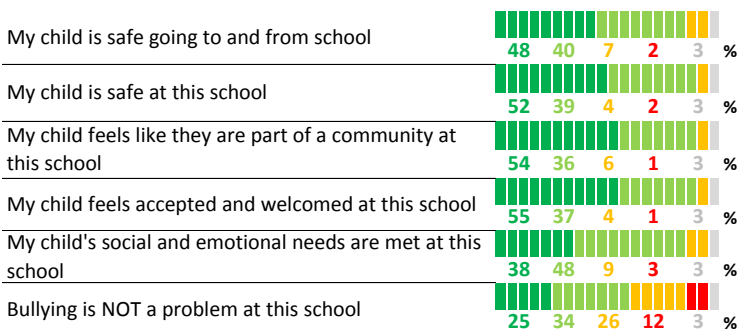 My child is safe going to and from school
48 40 7 2 3 %
My child is safe at this school
52 39 4 2 3 %
My child feels like they are part of a community at
this school
54 36 6 1 3 %
My child feels accepted and welcomed at this school
55 37 4 1 3 %
My child's social and emotional needs are met at this
school
38 48 9 3 3 %
Bullying is NOT a problem at this school
25 34 26 12 3 %